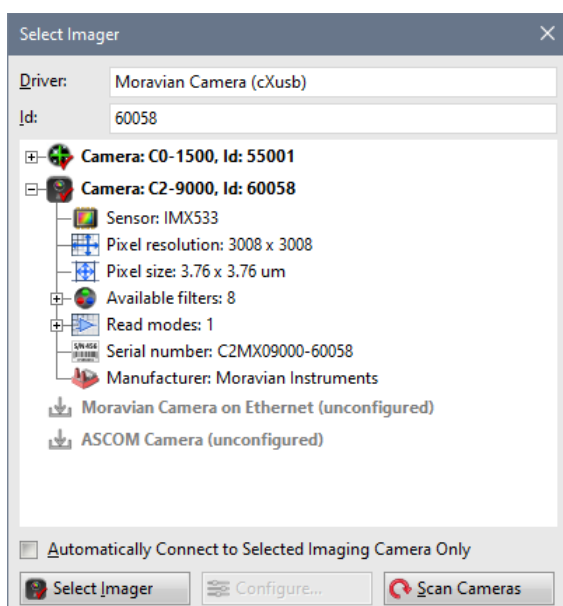 Select Imager
Driver: Moravian Camera (cXusb)
Id: 60058
Camera: C0-1500, Id: 55001
Camera: C2-9000, Id: 60058
Sensor: IMX533
Pixel resolution: 3008 x 3008
Pixel size: 3.76 x 3.76 um
Available filters: 8
Read modes: 1
S/N 456
Serial number: C2MX09000-60058
Manufacturer: Moravian Instruments
Moravian Camera on Ethernet (unconfigured)
ASCOM Camera (unconfigured)
Automatically Connect to Selected Imaging Camera Only
Select Imager Configure... Scan Cameras